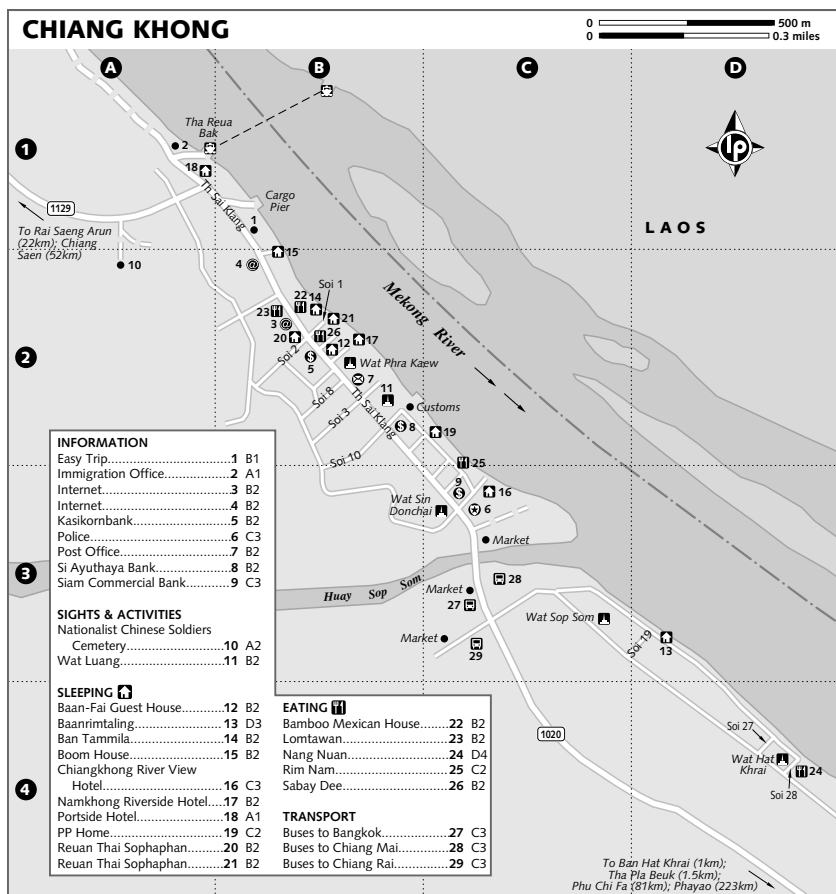 CHIANG KHONG
0 500 m
0 0.3 miles
A
B
C
D
1
2
3
4
lp
Tha Reua
Bak
2
18
Th Sai Klang
Cargo
Pier
1129
1
To Rai Saeng Arun
(22km); Chiang
Saen (52km)
10
LAOS
15
4 @
Soi 1
22
14
23
3 @
21
26
20
12
17
Mekong River
Wat Phra Kaew
Soi 2
$
5
7
11
Soi 8
Th Sai Klang
Customs
Soi 3
$ 8
19
Soi 10
25
9
$
16
Wat Sin
Donchai
6
Market
Huay Sop Som
Market
28
27
Market
29
Wat Sop Som
Soi 19
13
1020
Soi 27
Wat Hat
Khrai
24
Soi 28
To Ban Hat Khrai (1km);
Tha Pla Beuk (1.5km);
Phu Chi Fa (81km); Phayao (223km)
INFORMATION
Easy Trip..............................1 B1
Immigration Office...............2 A1
Internet................................3 B2
Internet................................4 B2
Kasikornbank.......................5 B2
Police...................................6 C3
Post Office...........................7 B2
Si Ayuthaya Bank.................8 B2
Siam Commercial Bank.........9 C3
SIGHTS & ACTIVITIES
Nationalist Chinese Soldiers
Cemetery.......................10 A2
Wat Luang..........................11 B2
SLEEPING
Baan-Fai Guest House.........12 B2
Baanrimtaling.....................13 D3
Ban Tammila.......................14 B2
Boom House.......................15 B2
Chiangkhong River View
Hotel.............................16 C3
Namkhong Riverside Hotel...17 B2
Portside Hotel.....................18 A1
PP Home............................19 C2
Reuan Thai Sophaphan.......20 B2
Reuan Thai Sophaphan.......21 B2
EATING
Bamboo Mexican House......22 B2
Lomtawan..........................23 B2
Nang Nuan.........................24 D4
Rim Nam............................25 C2
Sabay Dee..........................26 B2
TRANSPORT
Buses to Bangkok...............27 C3
Buses to Chiang Mai...........28 C3
Buses to Chiang Rai............29 C3